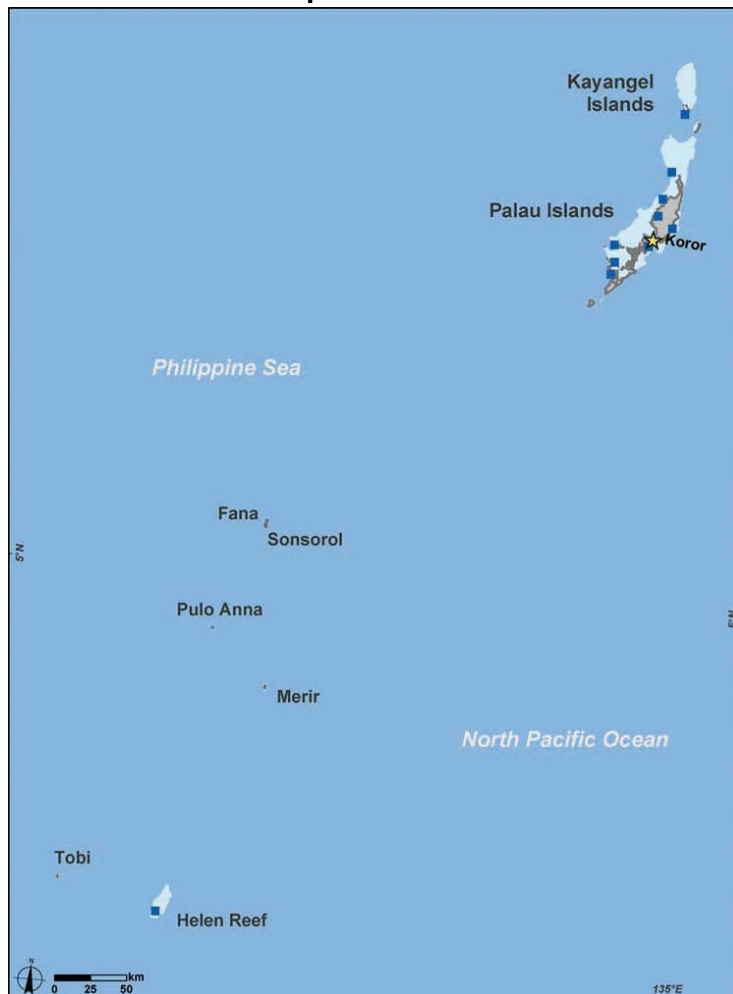 Kayangel
Islands
Palau Islands
Koror
Philippine Sea
Fana
Sonsorol
5°N
Pulo Anna
5°N
Merir
North Pacific Ocean
Tobi
Helen Reef
N
km
0 25 50
135°E